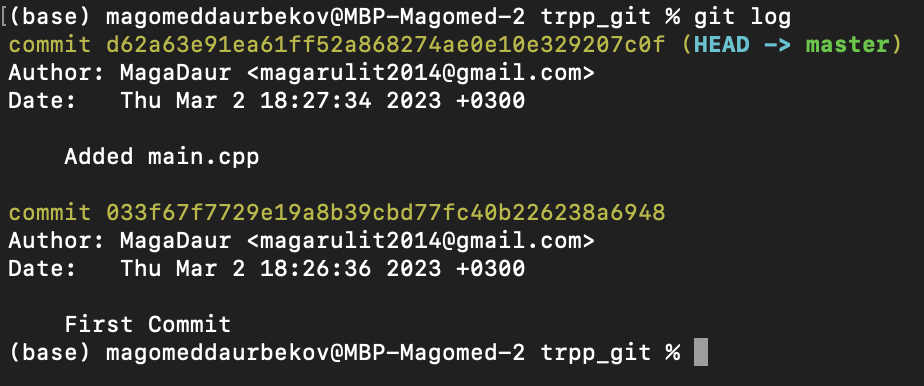 [(base) magomeddaurbekov@MBP-Magomed-2 trpp_git % git log
commit d62a63e91ea61ff52a868274ae0e10e329207c0f (HEAD -> master)
Author: MagaDaur <magarulit2014@gmail.com>
Date:   Thu Mar 2 18:27:34 2023 +0300
    Added main.cpp
commit 033f67f7729e19a8b39cbd77fc40b226238a6948
Author: MagaDaur <magarulit2014@gmail.com>
Date:   Thu Mar 2 18:26:36 2023 +0300
    First Commit
(base) magomeddaurbekov@MBP-Magomed-2 trpp_git %